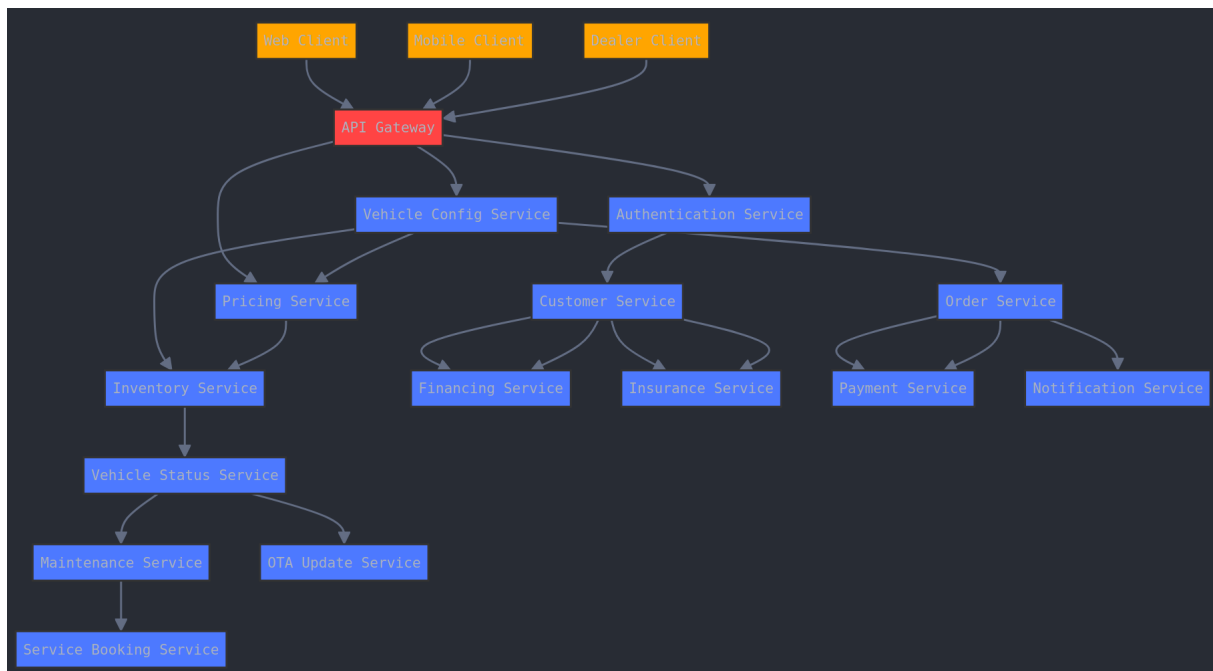 Web Client
Mobile Client
Dealer Client
API Gateway
Vehicle Config Service
Authentication Service
Pricing Service
Customer Service
Order Service
Inventory Service
Financing Service
Insurance Service
Payment Service
Notification Service
Vehicle Status Service
Maintenance Service
OTA Update Service
Service Booking Service